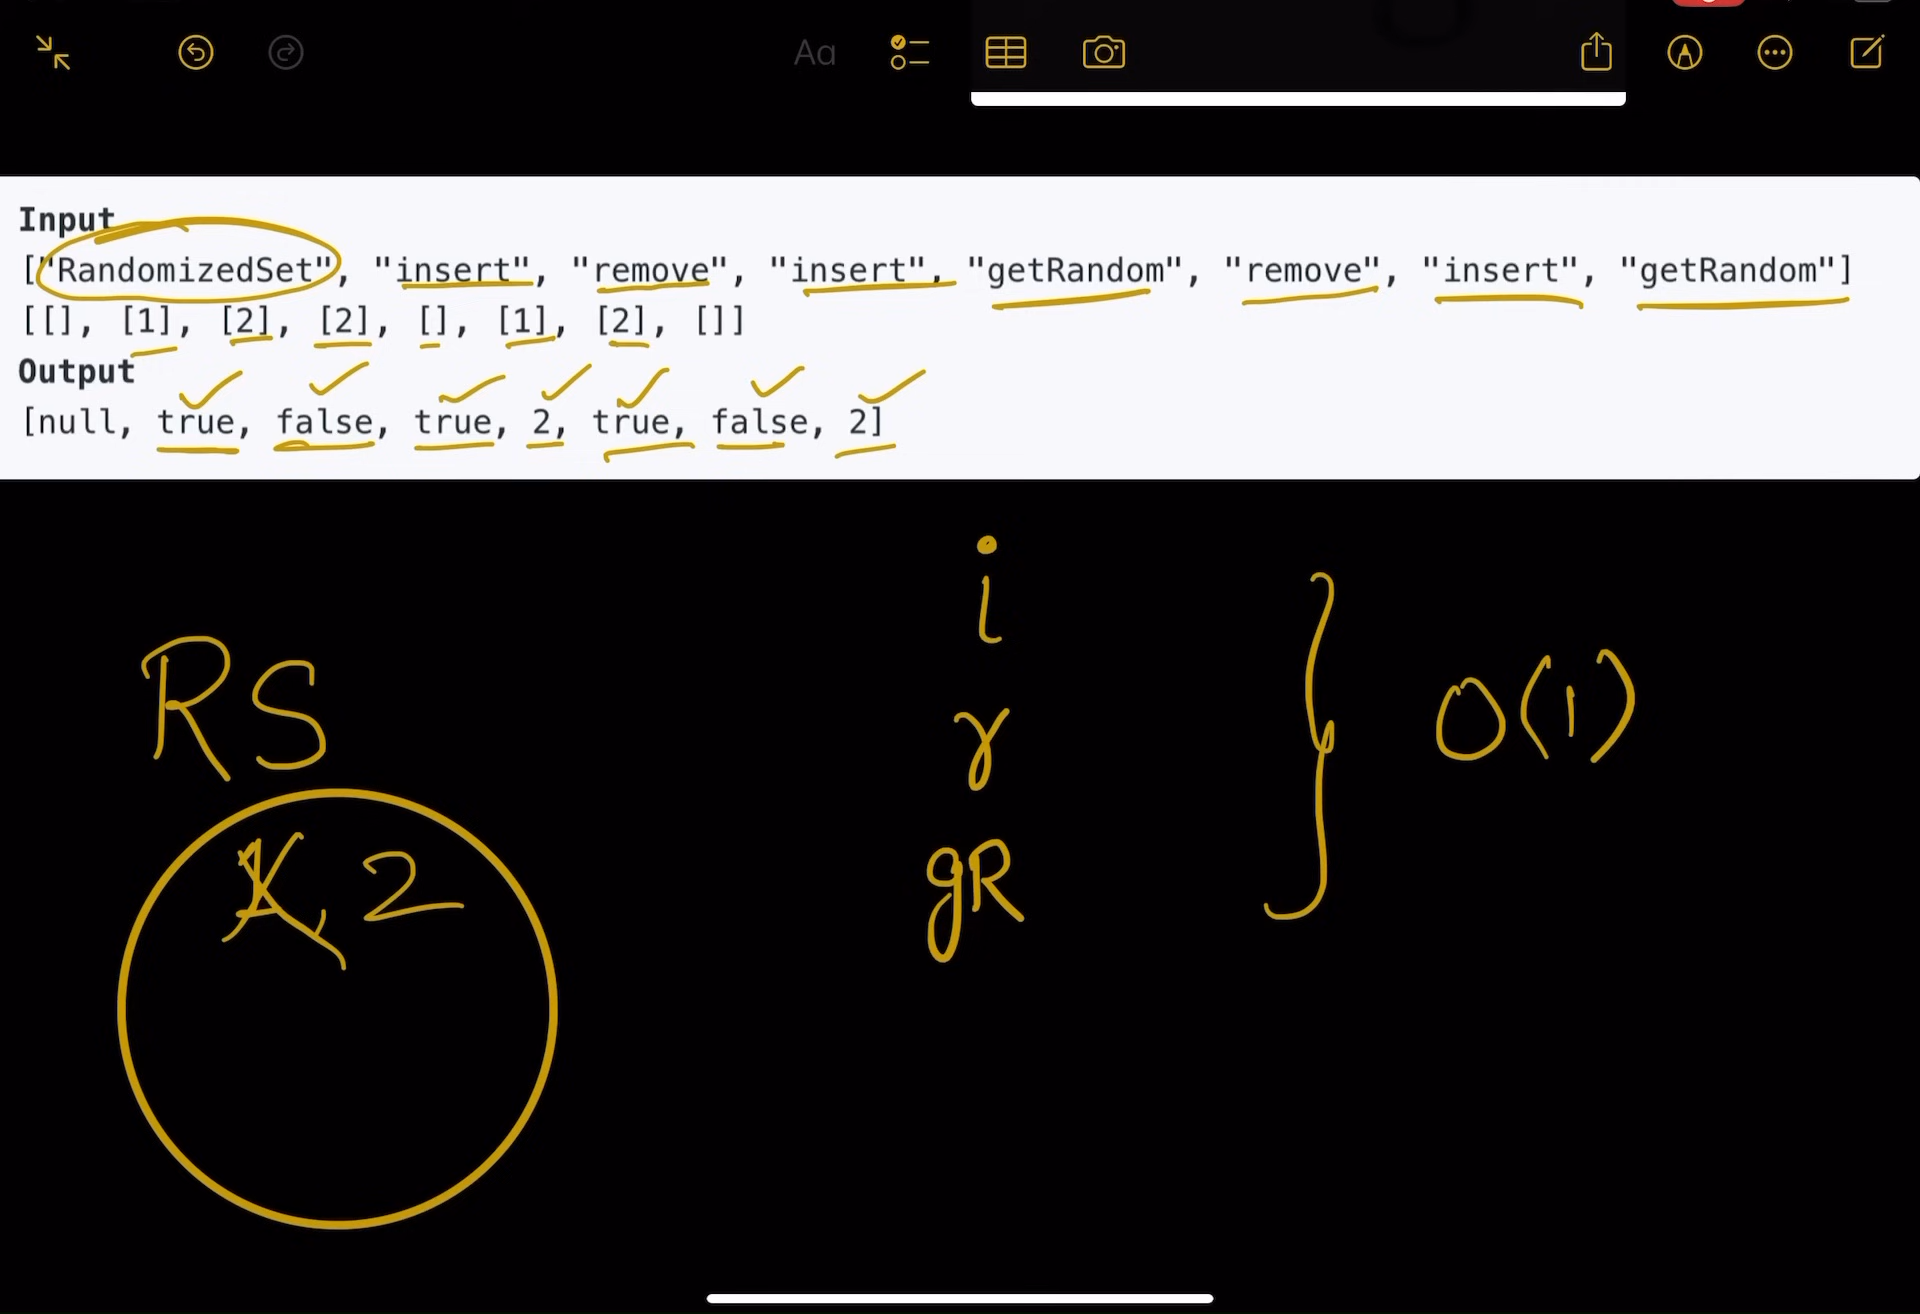 Aa
Input
["RandomizedSet", "insert", "remove", "insert", "getRandom", "remove", "insert", "getRandom"]
[[], [1], [2], [2], [], [1], [2], []]
Output
[null, true, false, true, 2, true, false, 2]
i
RS
r
O(1)
1, 2
gR